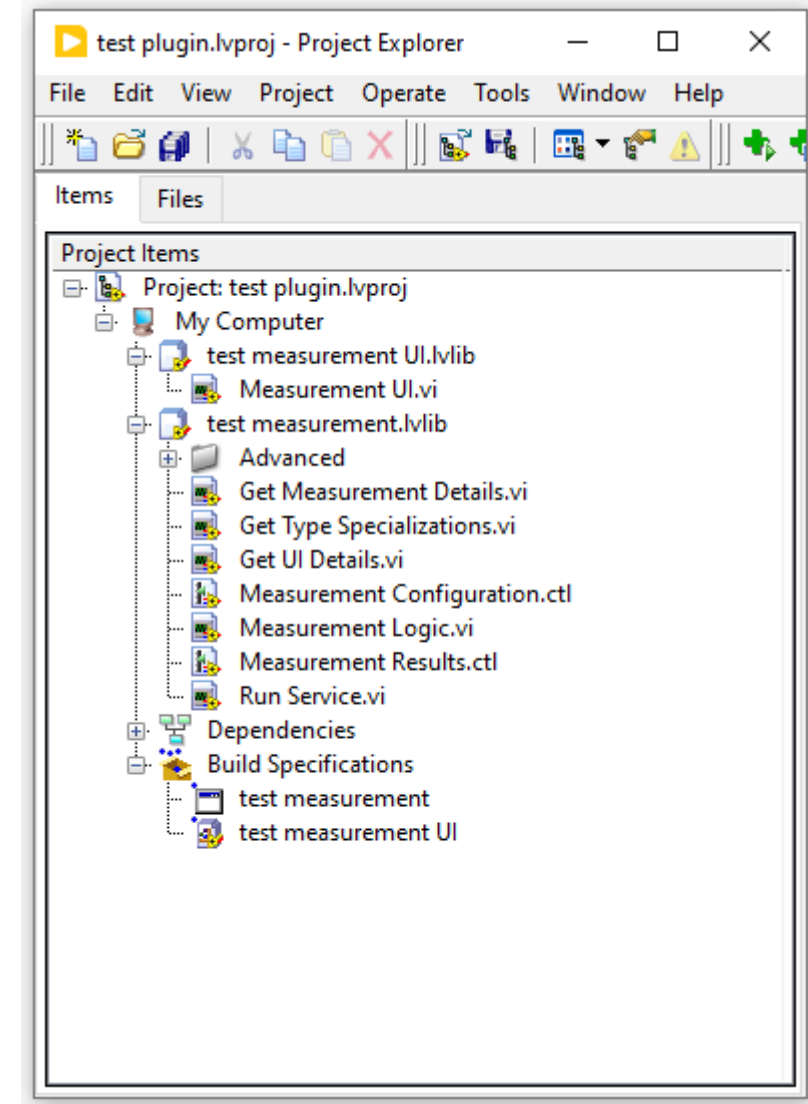 test plugin.lvproj - Project Explorer
File Edit View Project Operate Tools Window Help
Items Files
Project Items
Project: test plugin.lvproj
My Computer
test measurement UI.lvlib
Measurement UI.vi
test measurement.lvlib
Advanced
Get Measurement Details.vi
Get Type Specializations.vi
Get UI Details.vi
Measurement Configuration.ctl
Measurement Logic.vi
Measurement Results.ctl
Run Service.vi
Dependencies
Build Specifications
test measurement
test measurement UI